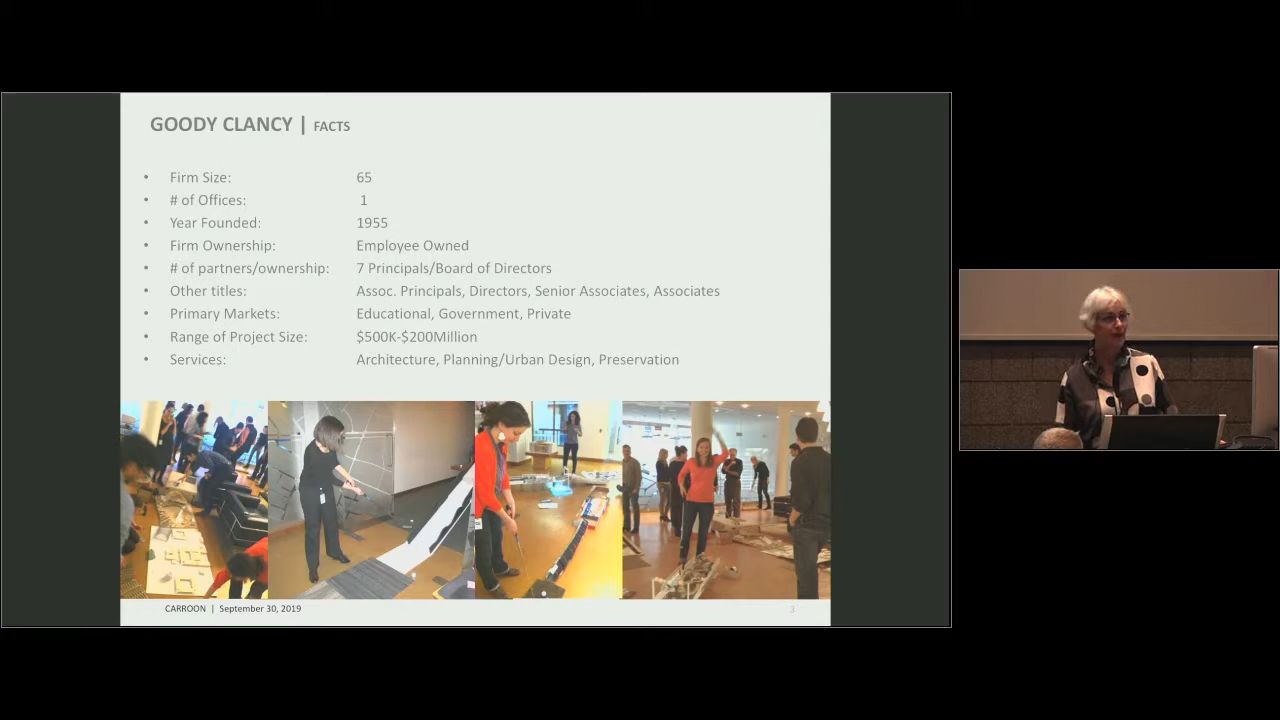 GOODY CLANCY | FACTS
• Firm Size: 65
• # of Offices: 1
• Year Founded: 1955
• Firm Ownership: Employee Owned
• # of partners/ownership: 7 Principals/Board of Directors
• Other titles: Assoc. Principals, Directors, Senior Associates, Associates
• Primary Markets: Educational, Government, Private
• Range of Project Size: $500K-$200Million
• Services: Architecture, Planning/Urban Design, Preservation
CARROON | September 30, 2019 3